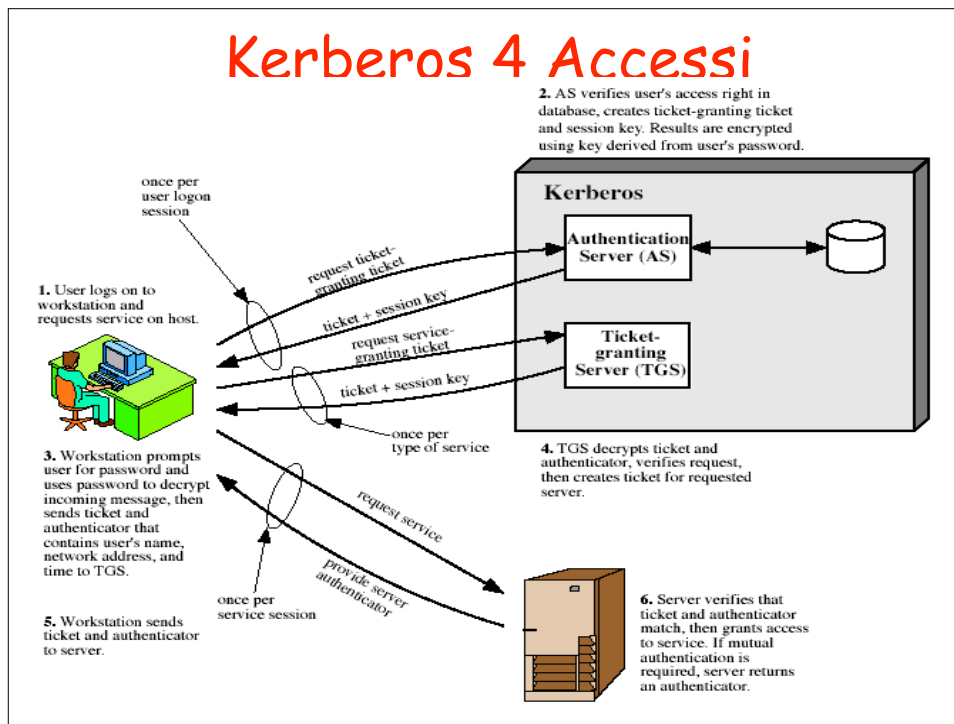 Kerberos 4 Accessi
2. AS verifies user's access right in
database, creates ticket-granting ticket
and session key. Results are encrypted
using key derived from user's password.
once per
user logon
session
Kerberos
Authentication
Server (AS)
request ticket-
granting ticket
ticket + session key
1. User logs on to
workstation and
requests service on host.
request service-
granting ticket
ticket + session key
Ticket-
granting
Server (TGS)
once per
type of service
3. Workstation prompts
user for password and
uses password to decrypt
incoming message, then
sends ticket and
authenticator that
contains user's name,
network address, and
time to TGS.
4. TGS decrypts ticket and
authenticator, verifies request,
then creates ticket for requested
server.
request service
provide server
authenticator
once per
service session
5. Workstation sends
ticket and authenticator
to server.
6. Server verifies that
ticket and authenticator
match, then grants access
to service. If mutual
authentication is
required, server returns
an authenticator.